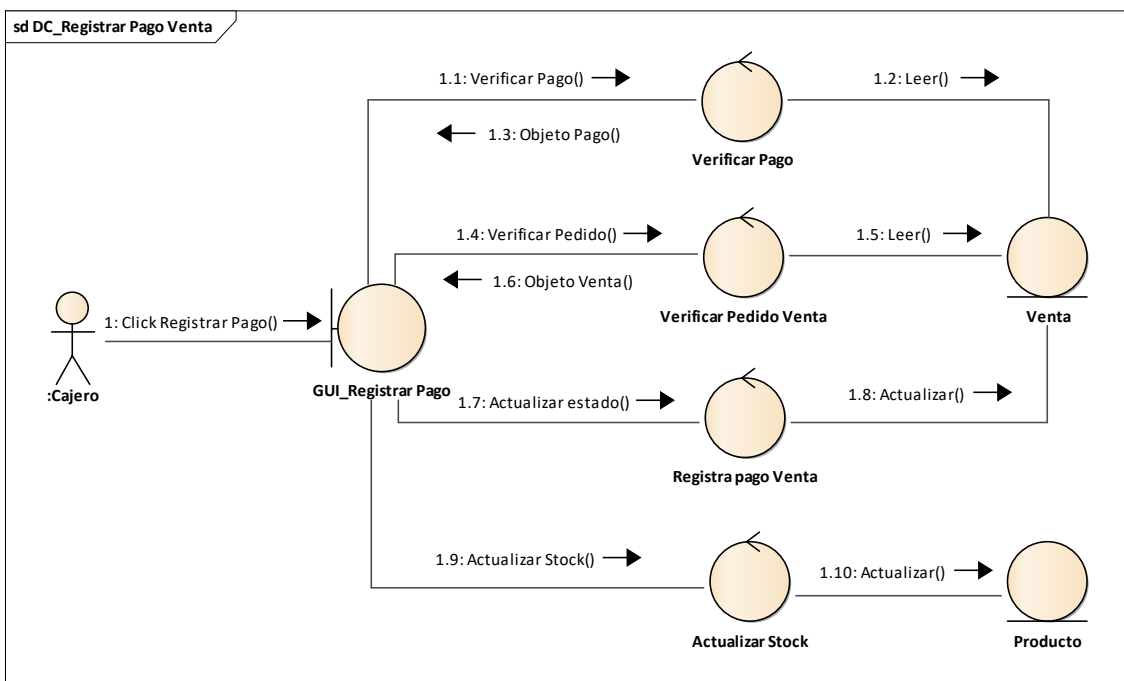 sd DC_Registrar Pago Venta
1.1: Verificar Pago()
1.2: Leer()
1.3: Objeto Pago()
Verificar Pago
1.4: Verificar Pedido()
1.5: Leer()
1.6: Objeto Venta()
Verificar Pedido Venta
Venta
1: Click Registrar Pago()
:Cajero
GUI_Registrar Pago
1.7: Actualizar estado()
1.8: Actualizar()
Registra pago Venta
1.9: Actualizar Stock()
1.10: Actualizar()
Actualizar Stock
Producto